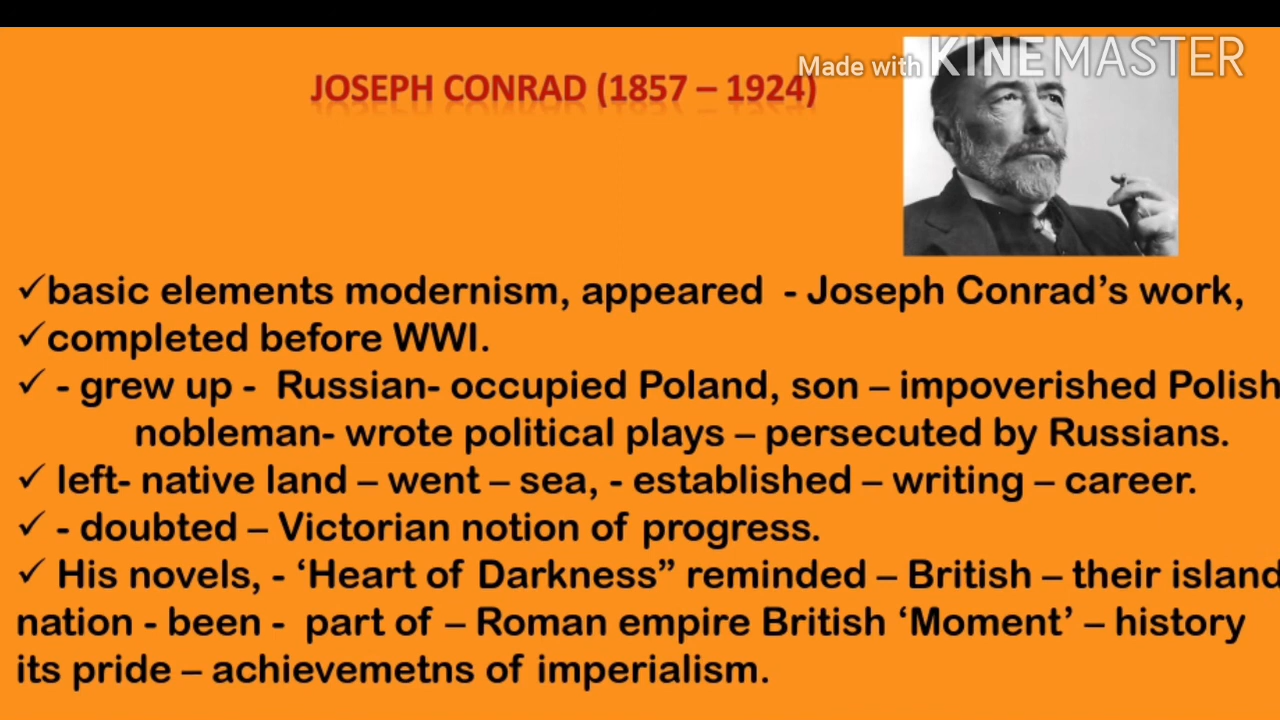 Made with KINEMASTER
JOSEPH CONRAD (1857 – 1924)
✓basic elements modernism, appeared - Joseph Conrad's work,
✓completed before WWI.
✓ - grew up - Russian- occupied Poland, son – impoverished Polish
nobleman- wrote political plays – persecuted by Russians.
✓ left- native land – went – sea, - established – writing – career.
✓ - doubted – Victorian notion of progress.
✓ His novels, - ‘Heart of Darkness” reminded – British – their island
nation - been - part of – Roman empire British ‘Moment’ – history
its pride – achievemetns of imperialism.